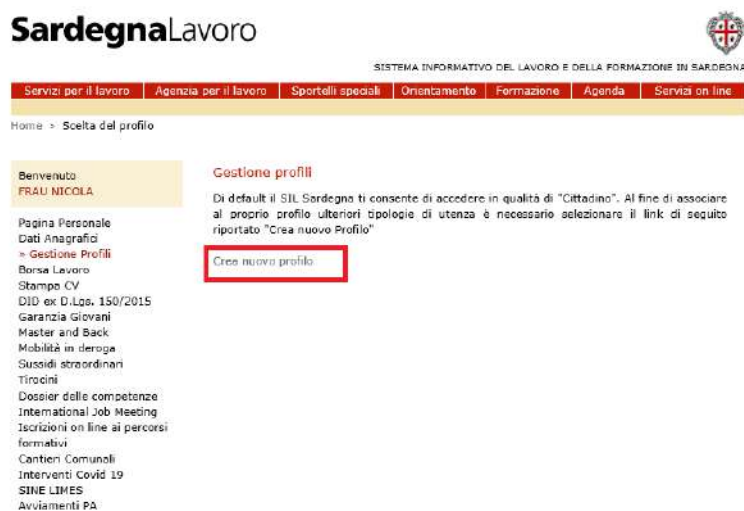 SardegnaLavoro
SISTEMA INFORMATIVO DEL LAVORO E DELLA FORMAZIONE IN SARDEGNA
Servizi per il lavoro Agenzia per il lavoro Sportelli speciali Orientamento Formazione Agenda Servizi on line
Home > Scelta del profilo
Benvenuto
FRAU NICOLA
Pagina Personale
Dati Anagrafici
» Gestione Profili
Borsa Lavoro
Stampa CV
DID ex D.Lgs. 150/2015
Garanzia Giovani
Master and Back
Mobilità in deroga
Sussidi straordinari
Tirocini
Dossier delle competenze
International Job Meeting
Iscrizioni on line ai percorsi
formativi
Cantieri Comunali
Interventi Covid 19
SINE LIMES
Avviamenti PA
Gestione profili
Di default il SIL Sardegna ti consente di accedere in qualità di "Cittadino". Al fine di associare
al proprio profilo ulteriori tipologie di utenza è necessario selezionare il link di seguito
riportato "Crea nuovo Profilo"
Crea nuovo profilo